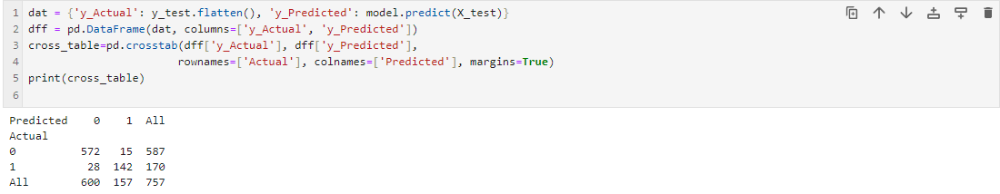 1 dat = {'y_Actual': y_test.flatten(), 'y_Predicted': model.predict(X_test)}
2 dff = pd.DataFrame(dat, columns=['y_Actual', 'y_Predicted'])
3 cross_table=pd.crosstab(dff['y_Actual'], dff['y_Predicted'],
4                       rownames=['Actual'], colnames=['Predicted'], margins=True)
5 print(cross_table)
6
Predicted    0    1  All
Actual
0          572   15  587
1           28  142  170
All        600  157  757